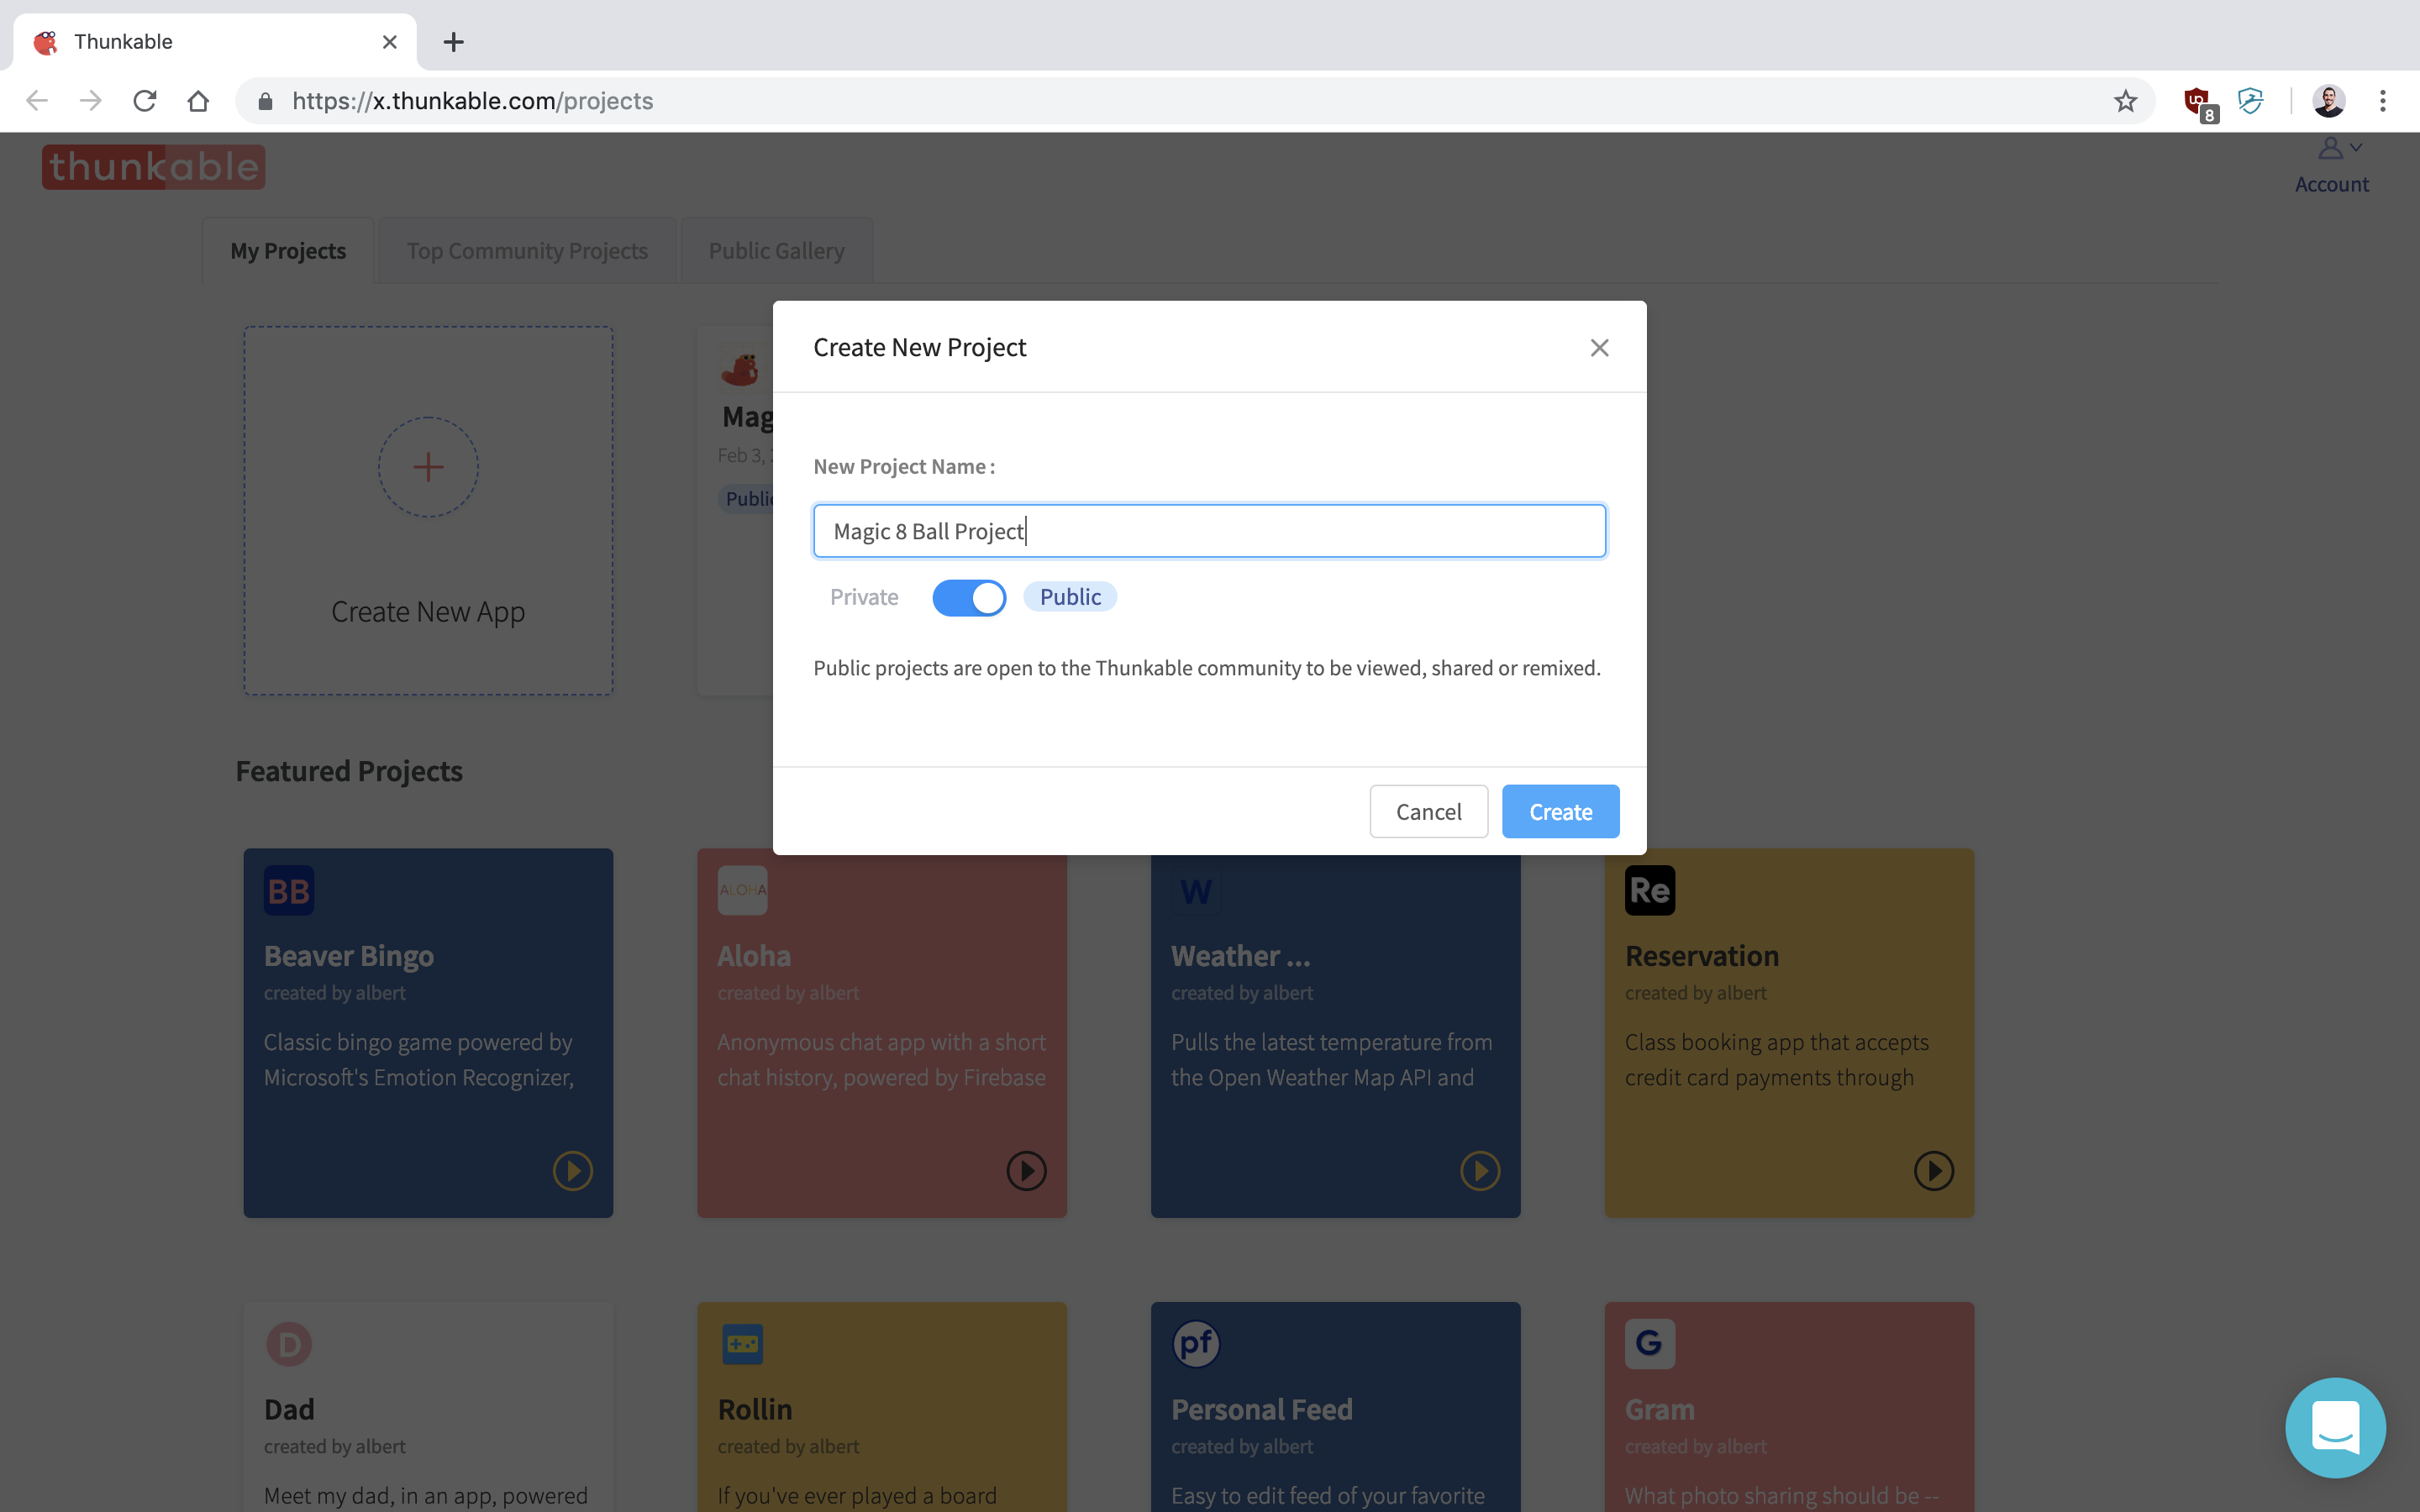 Thunkable
https://x.thunkable.com/projects
8
thunkable
Account
My Projects
Top Community Projects
Public Gallery
Create New App
Mag
Feb 3,
Public
Create New Project
New Project Name :
Magic 8 Ball Project
Private
Public
Public projects are open to the Thunkable community to be viewed, shared or remixed.
Cancel
Create
Featured Projects
BB
Beaver Bingo
created by albert
Classic bingo game powered by
Microsoft's Emotion Recognizer,
ALOHA
Aloha
created by albert
Anonymous chat app with a short
chat history, powered by Firebase
W
Weather ...
created by albert
Pulls the latest temperature from
the Open Weather Map API and
Re
Reservation
created by albert
Class booking app that accepts
credit card payments through
D
Dad
created by albert
Meet my dad, in an app, powered
Rollin
created by albert
If you've ever played a board
pf
Personal Feed
created by albert
Easy to edit feed of your favorite
G
Gram
created by albert
What photo sharing should be --